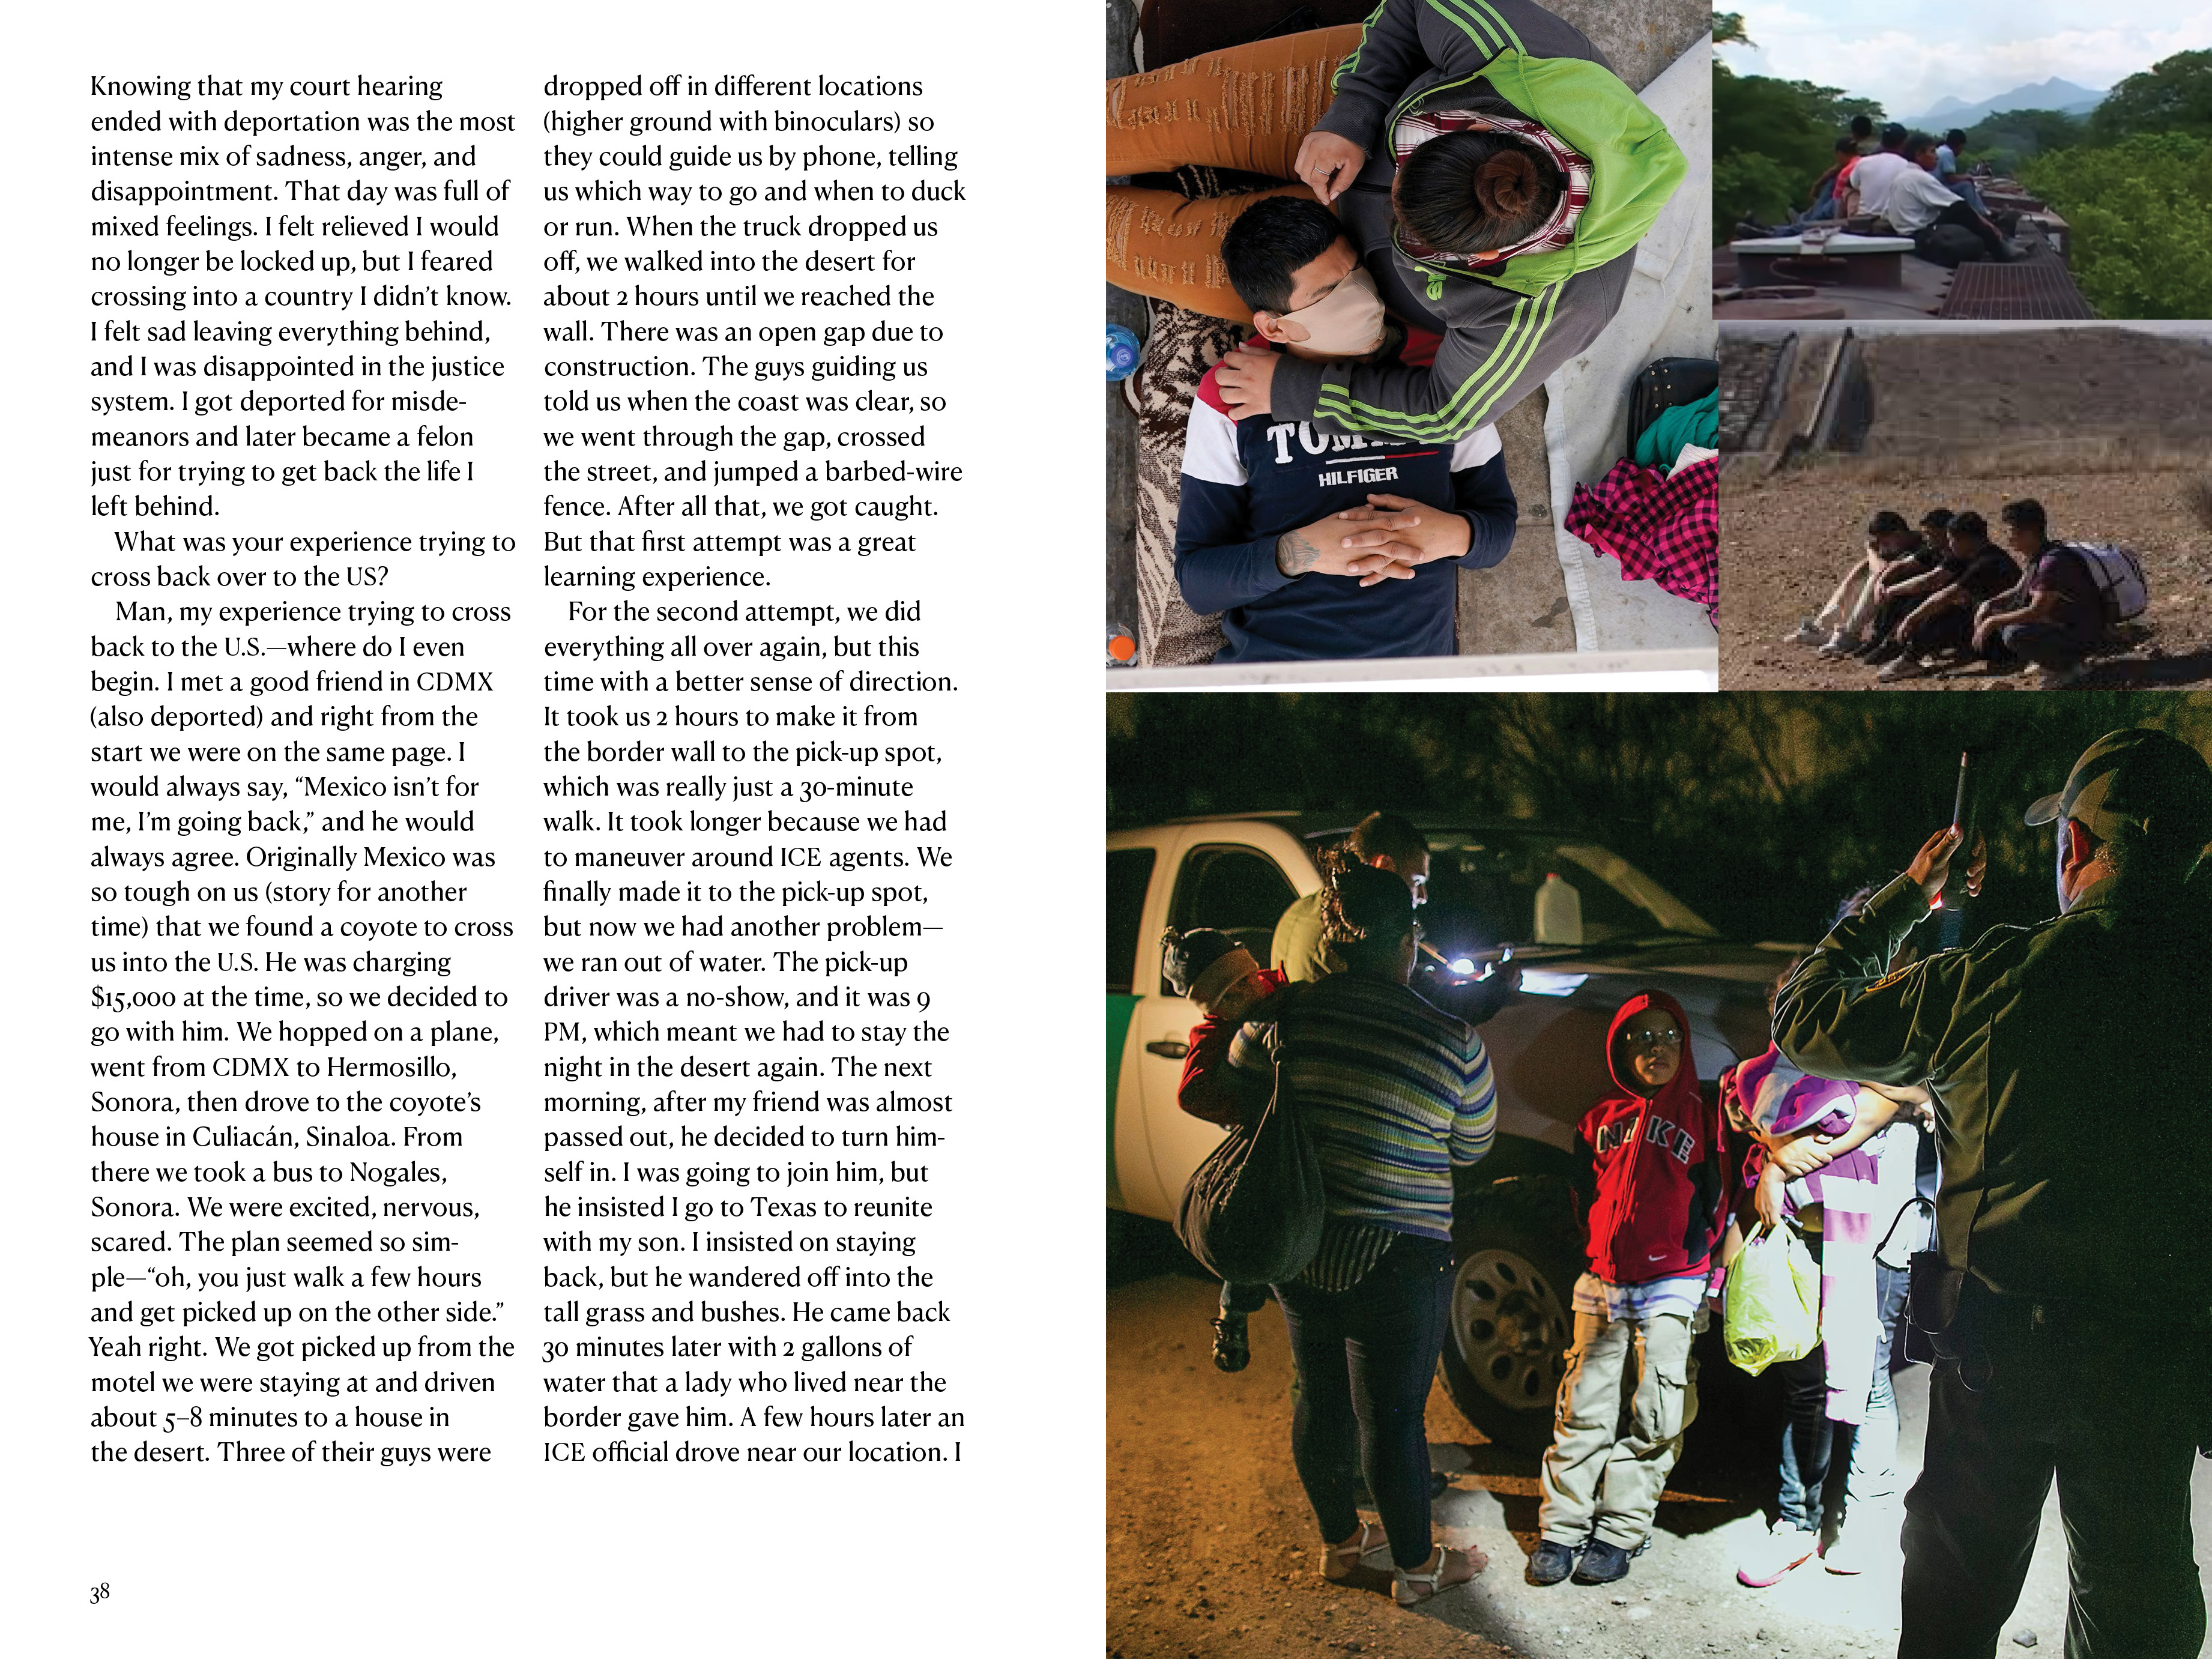 Knowing that my court hearing
ended with deportation was the most
intense mix of sadness, anger, and
disappointment. That day was full of
mixed feelings. I felt relieved I would
no longer be locked up, but I feared
crossing into a country I didn’t know.
I felt sad leaving everything behind,
and I was disappointed in the justice
system. I got deported for misde-
meanors and later became a felon
just for trying to get back the life I
left behind.
What was your experience trying to
cross back over to the US?
Man, my experience trying to cross
back to the U.S.—where do I even
begin. I met a good friend in CDMX
(also deported) and right from the
start we were on the same page. I
would always say, “Mexico isn’t for
me, I’m going back,” and he would
always agree. Originally Mexico was
so tough on us (story for another
time) that we found a coyote to cross
us into the U.S. He was charging
$15,000 at the time, so we decided to
go with him. We hopped on a plane,
went from CDMX to Hermosillo,
Sonora, then drove to the coyote’s
house in Culiacán, Sinaloa. From
there we took a bus to Nogales,
Sonora. We were excited, nervous,
scared. The plan seemed so sim-
ple—“oh, you just walk a few hours
and get picked up on the other side.”
Yeah right. We got picked up from the
motel we were staying at and driven
about 5–8 minutes to a house in
the desert. Three of their guys were
dropped off in different locations
(higher ground with binoculars) so
they could guide us by phone, telling
us which way to go and when to duck
or run. When the truck dropped us
off, we walked into the desert for
about 2 hours until we reached the
wall. There was an open gap due to
construction. The guys guiding us
told us when the coast was clear, so
we went through the gap, crossed
the street, and jumped a barbed-wire
fence. After all that, we got caught.
But that first attempt was a great
learning experience.
For the second attempt, we did
everything all over again, but this
time with a better sense of direction.
It took us 2 hours to make it from
the border wall to the pick-up spot,
which was really just a 30-minute
walk. It took longer because we had
to maneuver around ICE agents. We
finally made it to the pick-up spot,
but now we had another problem—
we ran out of water. The pick-up
driver was a no-show, and it was 9
PM, which meant we had to stay the
night in the desert again. The next
morning, after my friend was almost
passed out, he decided to turn him-
self in. I was going to join him, but
he insisted I go to Texas to reunite
with my son. I insisted on staying
back, but he wandered off into the
tall grass and bushes. He came back
30 minutes later with 2 gallons of
water that a lady who lived near the
border gave him. A few hours later an
ICE official drove near our location. I
38
HILFIGER